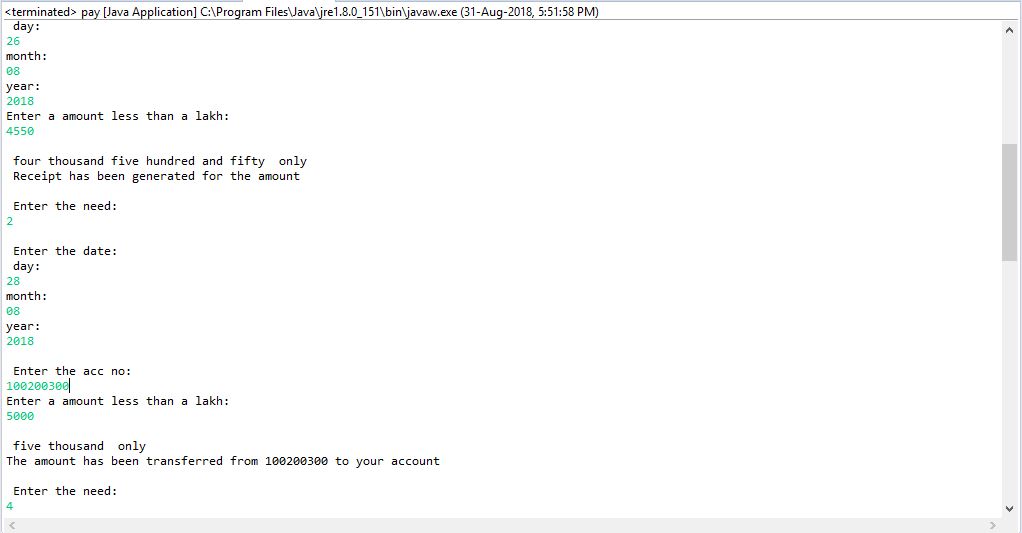 <terminated> pay [Java Application] C:\Program Files\Java\jre1.8.0_151\bin\javaw.exe (31-Aug-2018, 5:51:58 PM)
day:
26
month:
08
year:
2018
Enter a amount less than a lakh:
4550
four thousand five hundred and fifty  only
Receipt has been generated for the amount
Enter the need:
2
Enter the date:
day:
28
month:
08
year:
2018
Enter the acc no:
100200300
Enter a amount less than a lakh:
5000
five thousand  only
The amount has been transferred from 100200300 to your account
Enter the need:
4